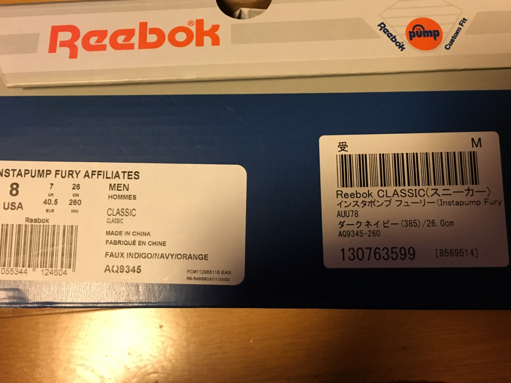 Reebok
Reebok
pump
Custom Fit
INSTAPUMP FURY AFFILIATES
8 7 26
USA UK CM
40.5 260
EUR MM
MEN
HOMMES
CLASSIC
CLASSIC
Reebok
MADE IN CHINA
FABRIQUÉ EN CHINE
FAUX INDIGO/NAVY/ORANGE
AQ9345
受 M
Reebok CLASSIC(スニーカー)
インスタポンプ フューリー(Instapump Fury
AUU78
ダークネイビー(385)/26.0cm
AQ9345-260
130763599 [8569514]